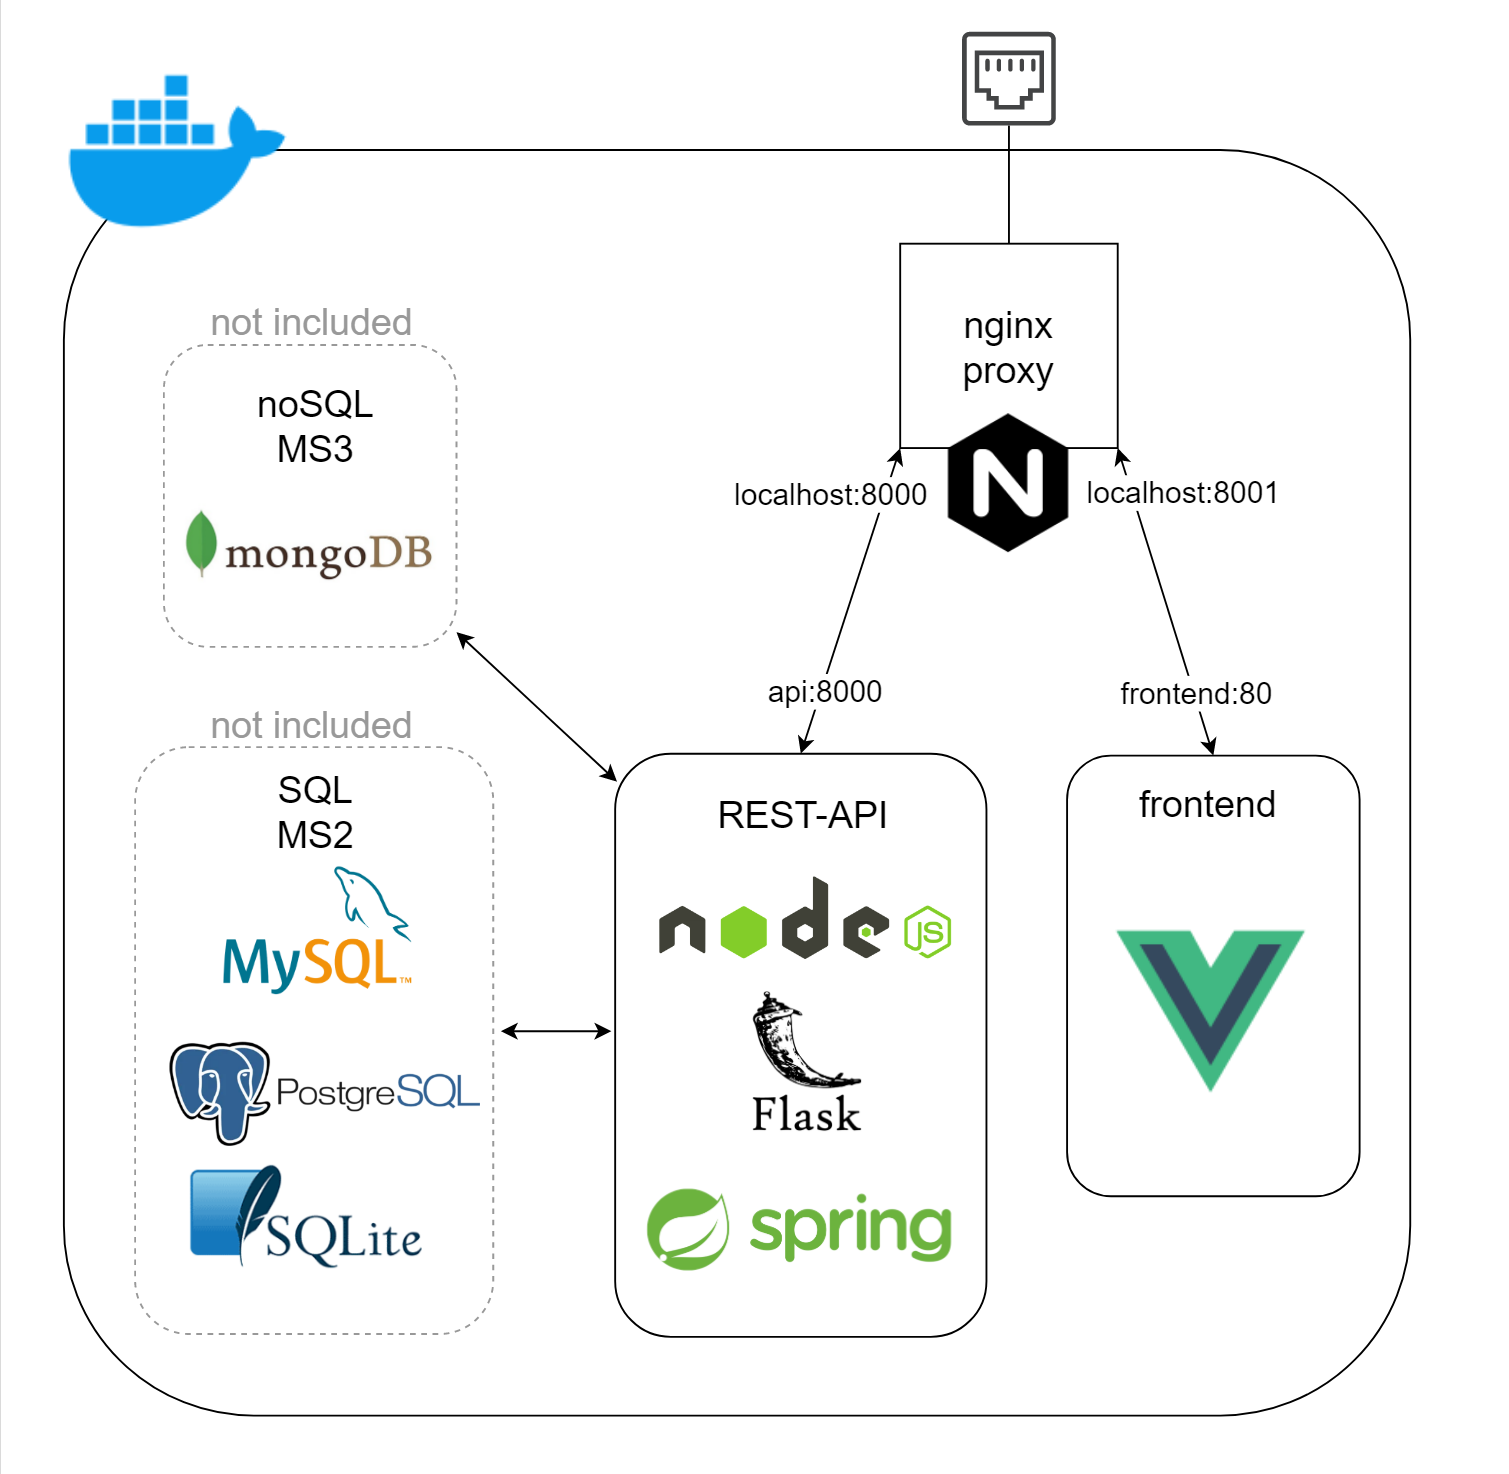 not included
noSQL
MS3
mongoDB
nginx
proxy
N
localhost:8000
localhost:8001
api:8000
frontend:80
not included
SQL
MS2
MySQL™
PostgreSQL
SQLite
REST-API
node JS
Flask
spring
frontend